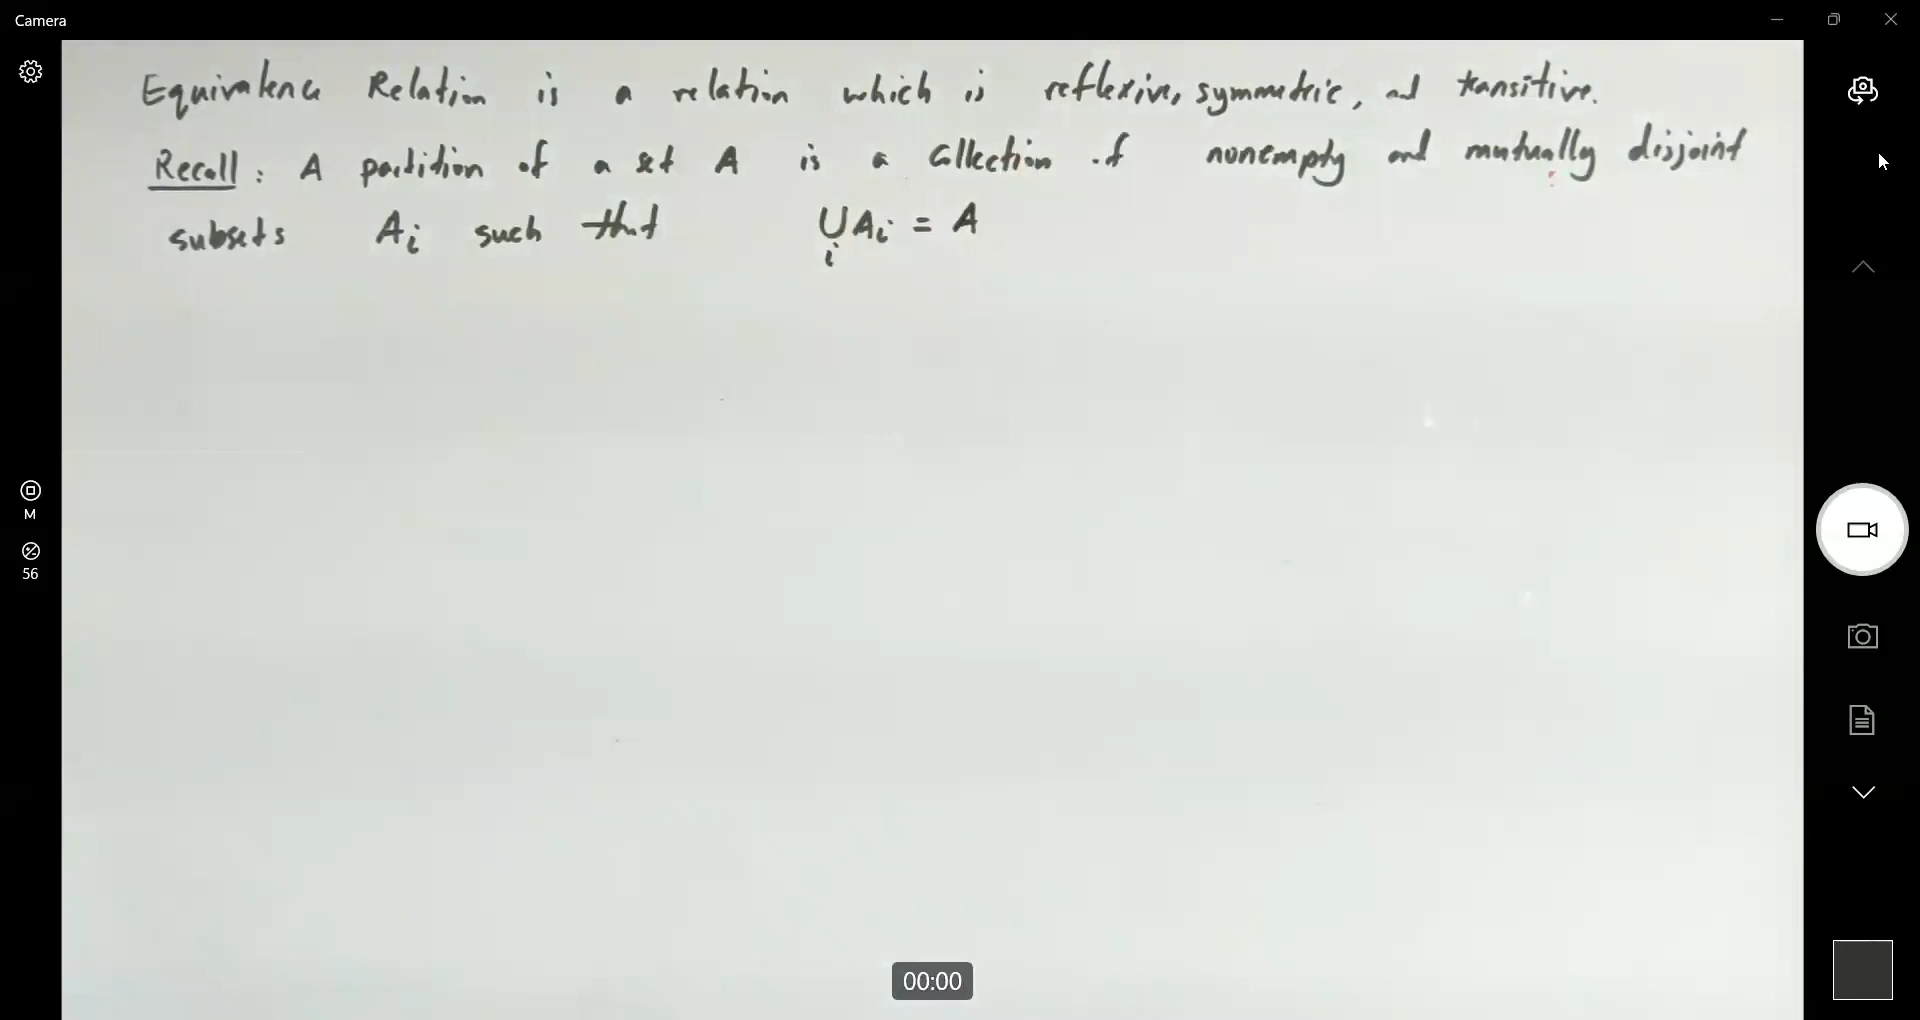 Camera
Equivalence Relation is a relation which is reflexive, symmetric, and transitive.
Recall : A partition of a set A is a collection of nonempty and mutually disjoint
subsets Ai such that ⋃Ai = A
i
M
56
00:00